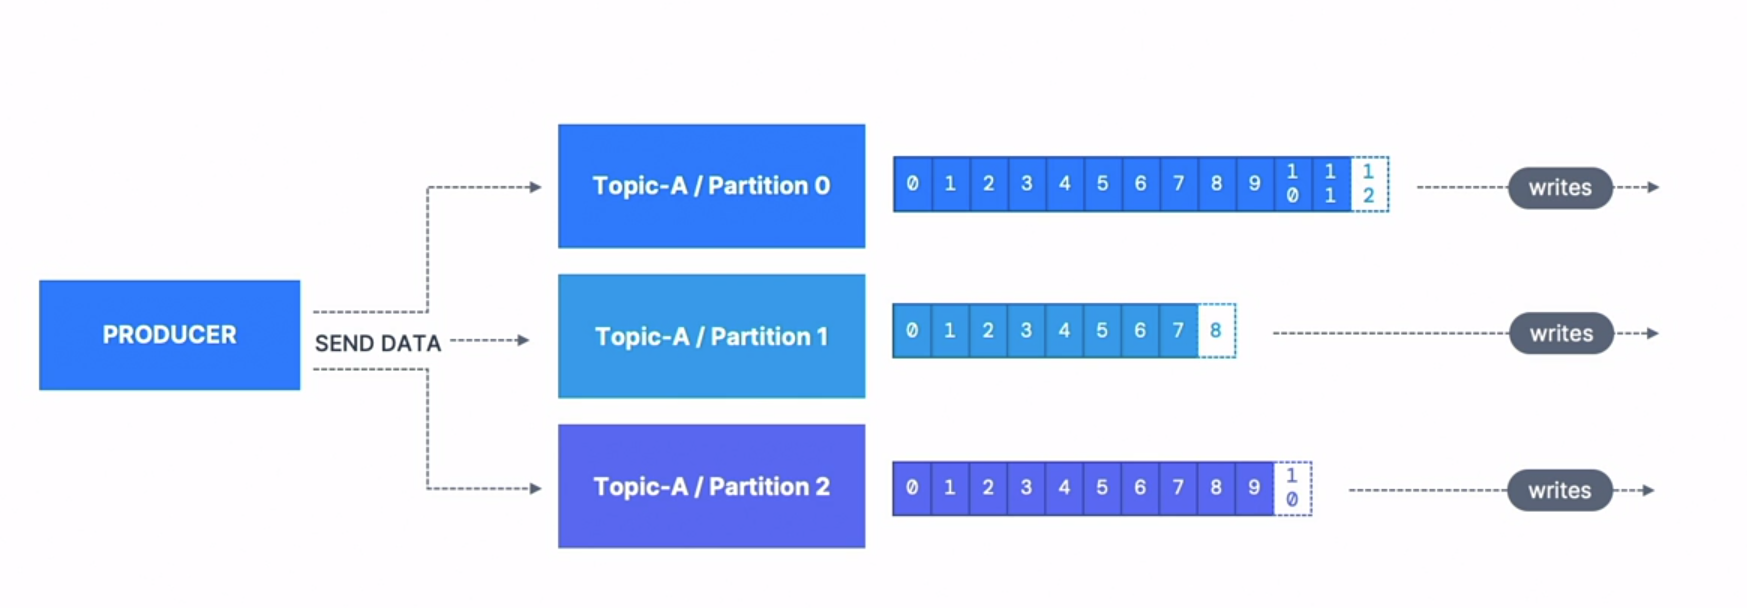 Topic-A / Partition 0
0 1 2 3 4 5 6 7 8 9 10 11 12
writes
PRODUCER
SEND DATA
Topic-A / Partition 1
0 1 2 3 4 5 6 7 8
writes
Topic-A / Partition 2
0 1 2 3 4 5 6 7 8 9 10
writes